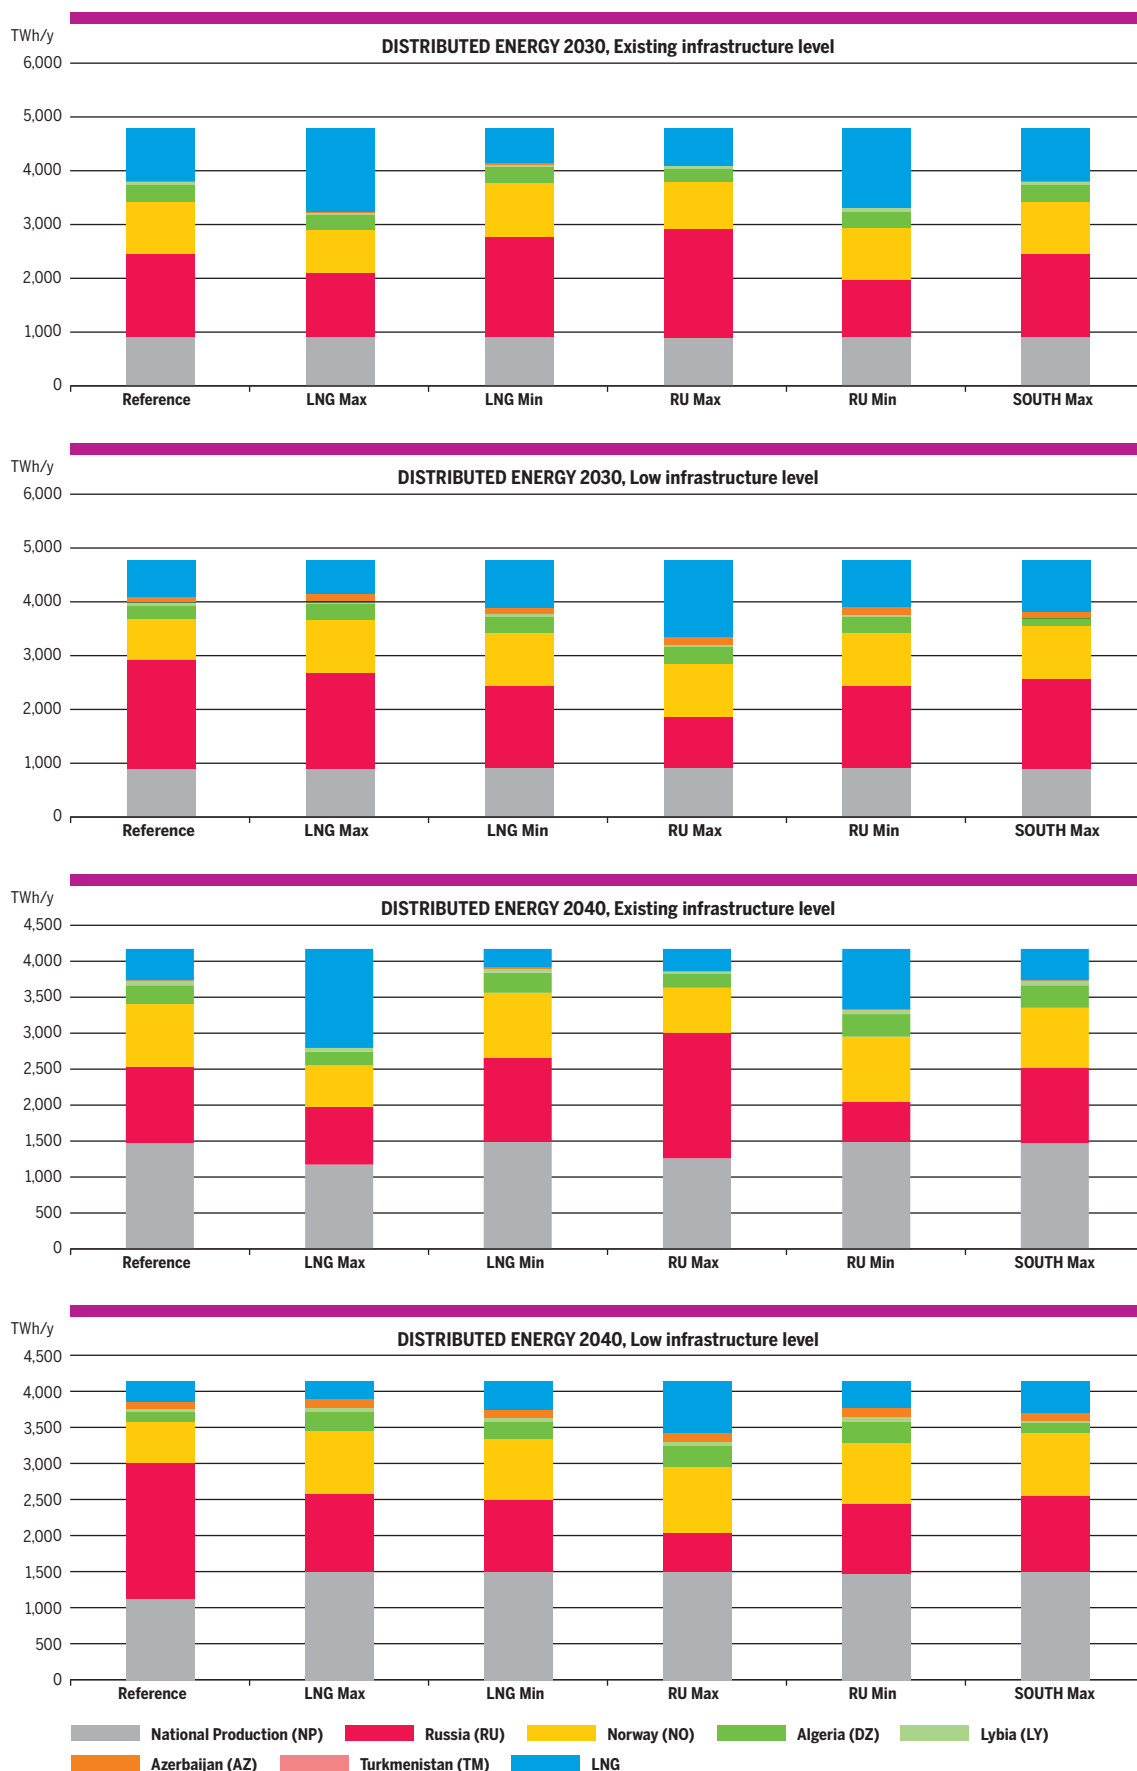 TWh/y
DISTRIBUTED ENERGY 2030, Existing infrastructure level
6,000
5,000
4,000
3,000
2,000
1,000
0
Reference LNG Max LNG Min RU Max RU Min SOUTH Max
TWh/y
DISTRIBUTED ENERGY 2030, Low infrastructure level
6,000
5,000
4,000
3,000
2,000
1,000
0
Reference LNG Max LNG Min RU Max RU Min SOUTH Max
TWh/y
DISTRIBUTED ENERGY 2040, Existing infrastructure level
4,500
4,000
3,500
3,000
2,500
2,000
1,500
1,000
500
0
Reference LNG Max LNG Min RU Max RU Min SOUTH Max
TWh/y
DISTRIBUTED ENERGY 2040, Low infrastructure level
4,500
4,000
3,500
3,000
2,500
2,000
1,500
1,000
500
0
Reference LNG Max LNG Min RU Max RU Min SOUTH Max
National Production (NP) Russia (RU) Norway (NO) Algeria (DZ) Lybia (LY)
Azerbaijan (AZ) Turkmenistan (TM) LNG